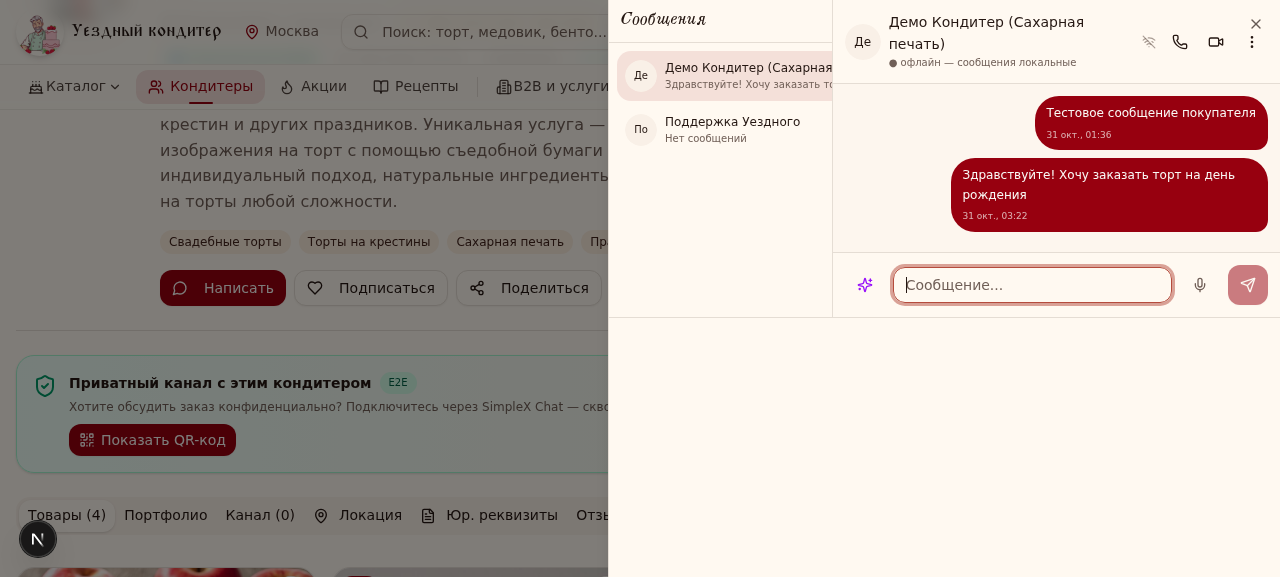 Уездный кондитер
Москва
Поиск: торт, медовик, бенто...
Каталог
Кондитеры
Акции
Рецепты
B2B и услуги
крестин и других праздников. Уникальная услуга —
изображения на торт с помощью съедобной бумаги
индивидуальный подход, натуральные ингредиенты
на торты любой сложности.
Свадебные торты
Торты на крестины
Сахарная печать
Написать
Подписаться
Поделиться
Приватный канал с этим кондитером
E2E
Хотите обсудить заказ конфиденциально? Подключитесь через SimpleX Chat —
Показать QR-код
Товары (4)
Портфолио
Канал (0)
Локация
Юр. реквизиты
N
Сообщения
Де
Демо Кондитер (Сахарная
Здравствуйте! Хочу заказать
По
Поддержка Уездного
Нет сообщений
Де
Демо Кондитер (Сахарная
печать)
офлайн — сообщения локальные
Тестовое сообщение покупателя
31 окт., 01:36
Здравствуйте! Хочу заказать торт на день
рождения
31 окт., 03:22
Сообщение...